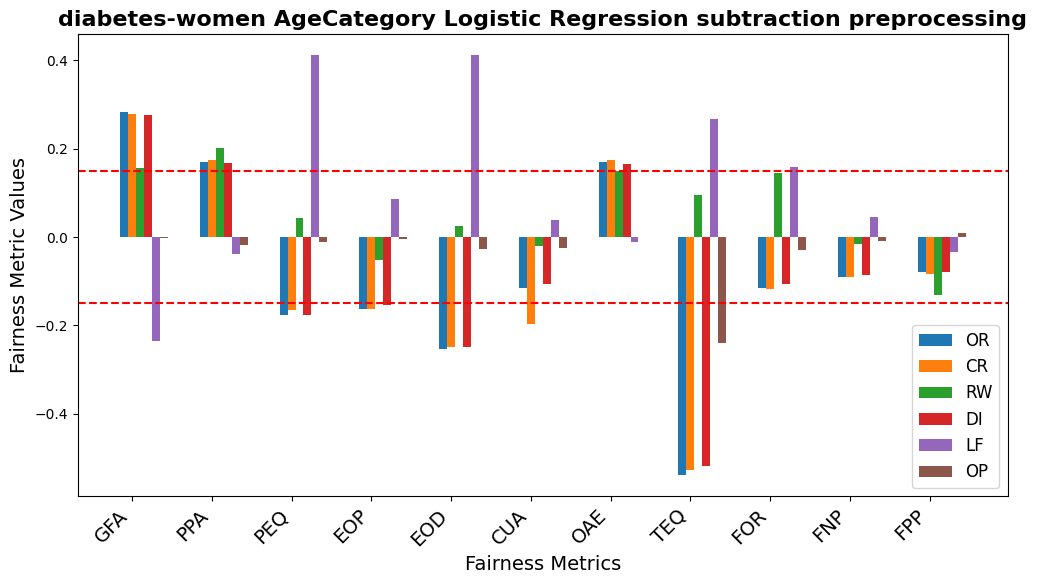 diabetes-women AgeCategory Logistic Regression subtraction preprocessing
Fairness Metric Values
0.4
0.2
0.0
−0.2
−0.4
GFA
PPA
PEQ
EOP
EOD
CUA
OAE
TEQ
FOR
FNP
FPP
Fairness Metrics
OR
CR
RW
DI
LF
OP